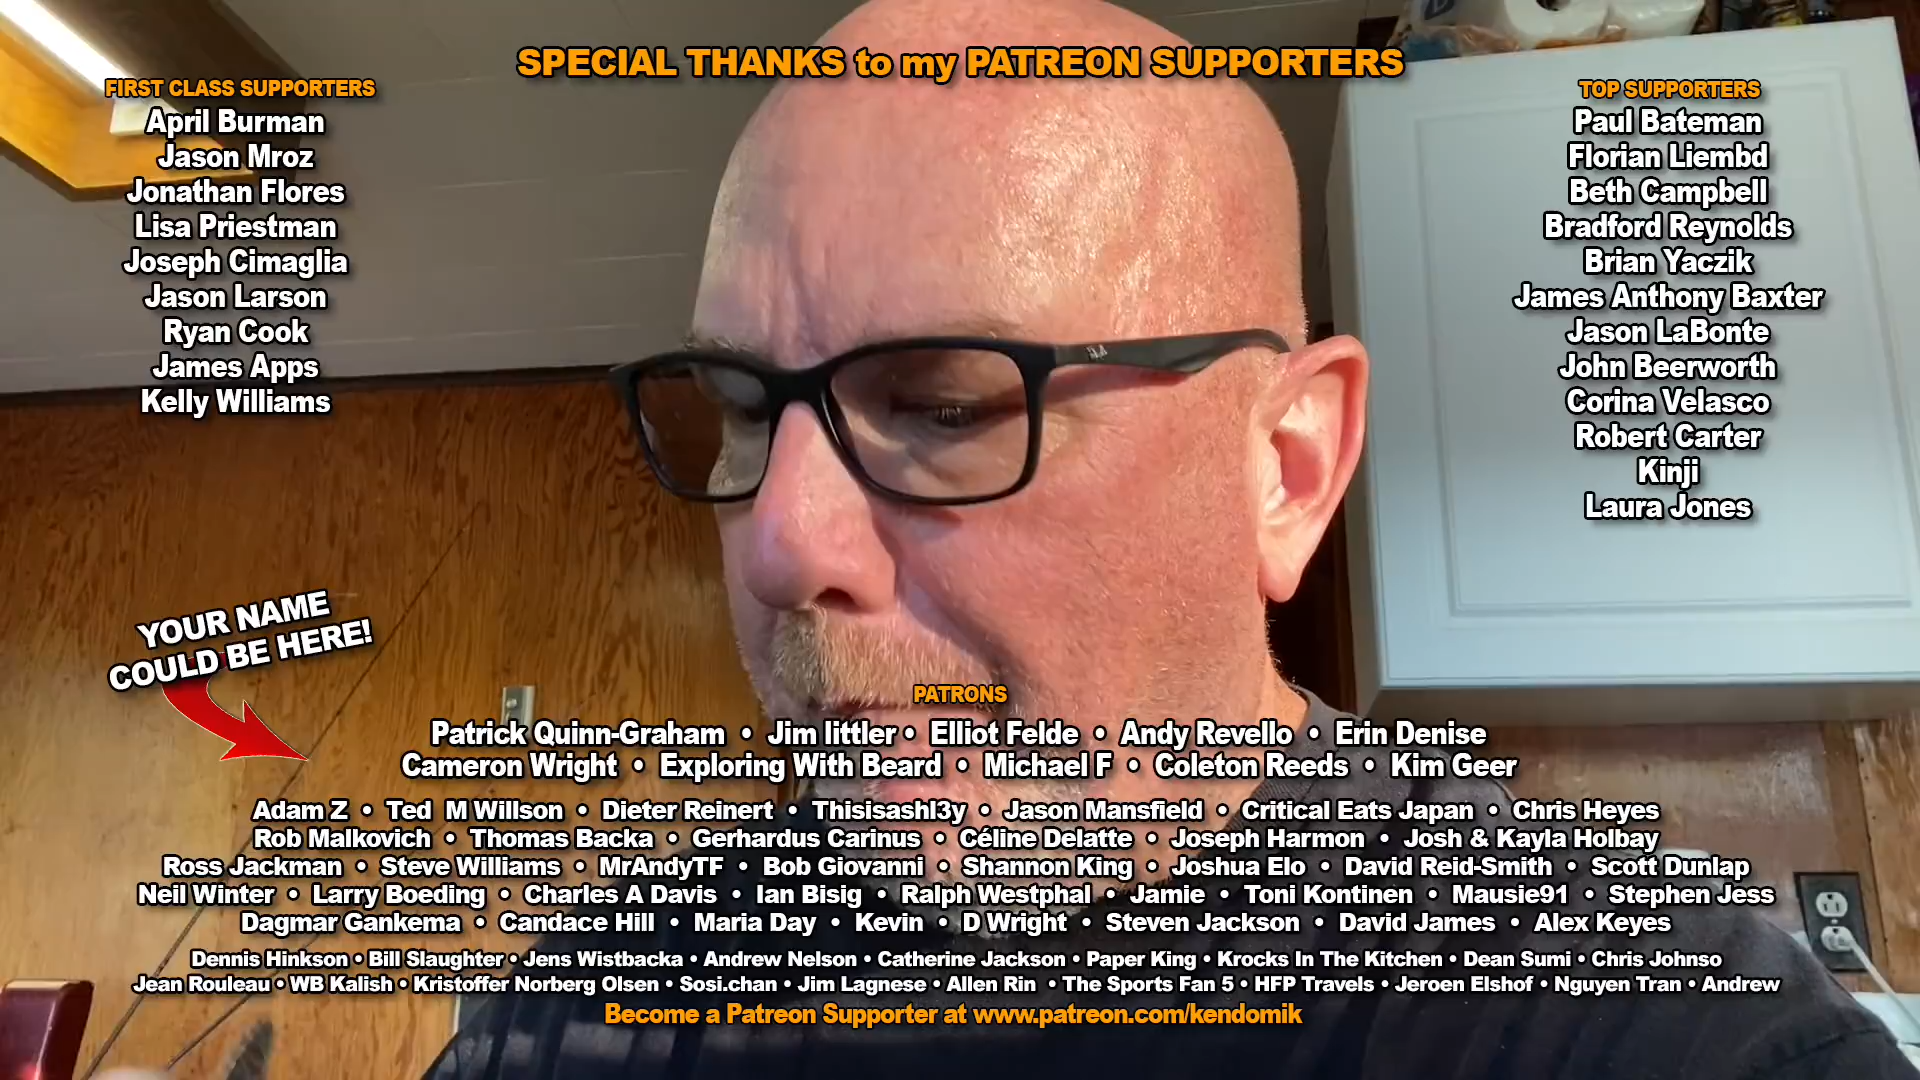 SPECIAL THANKS to my PATREON SUPPORTERS
FIRST CLASS SUPPORTERS
April Burman
Jason Mroz
Jonathan Flores
Lisa Priestman
Joseph Cimaglia
Jason Larson
Ryan Cook
James Apps
Kelly Williams
TOP SUPPORTERS
Paul Bateman
Florian Liembd
Beth Campbell
Bradford Reynolds
Brian Yaczik
James Anthony Baxter
Jason LaBonte
John Beerworth
Corina Velasco
Robert Carter
Kinji
Laura Jones
YOUR NAME
COULD BE HERE!
PATRONS
Patrick Quinn-Graham • Jim littler • Elliot Felde • Andy Revello • Erin Denise
Cameron Wright • Exploring With Beard • Michael F • Coleton Reeds • Kim Geer
Adam Z • Ted M Willson • Dieter Reinert • Thisisashl3y • Jason Mansfield • Critical Eats Japan • Chris Heyes
Rob Malkovich • Thomas Backa • Gerhardus Carinus • Céline Delatte • Joseph Harmon • Josh & Kayla Holbay
Ross Jackman • Steve Williams • MrAndyTF • Bob Giovanni • Shannon King • Joshua Elo • David Reid-Smith • Scott Dunlap
Neil Winter • Larry Boeding • Charles A Davis • Ian Bisig • Ralph Westphal • Jamie • Toni Kontinen • Mausie91 • Stephen Jess
Dagmar Gankema • Candace Hill • Maria Day • Kevin • D Wright • Steven Jackson • David James • Alex Keyes
Dennis Hinkson • Bill Slaughter • Jens Wistbacka • Andrew Nelson • Catherine Jackson • Paper King • Krocks In The Kitchen • Dean Sumi • Chris Johnso
Jean Rouleau • WB Kalish • Kristoffer Norberg Olsen • Sosi.chan • Jim Lagnese • Allen Rin • The Sports Fan 5 • HFP Travels • Jeroen Elshof • Nguyen Tran • Andrew
Become a Patreon Supporter at www.patreon.com/kendomik